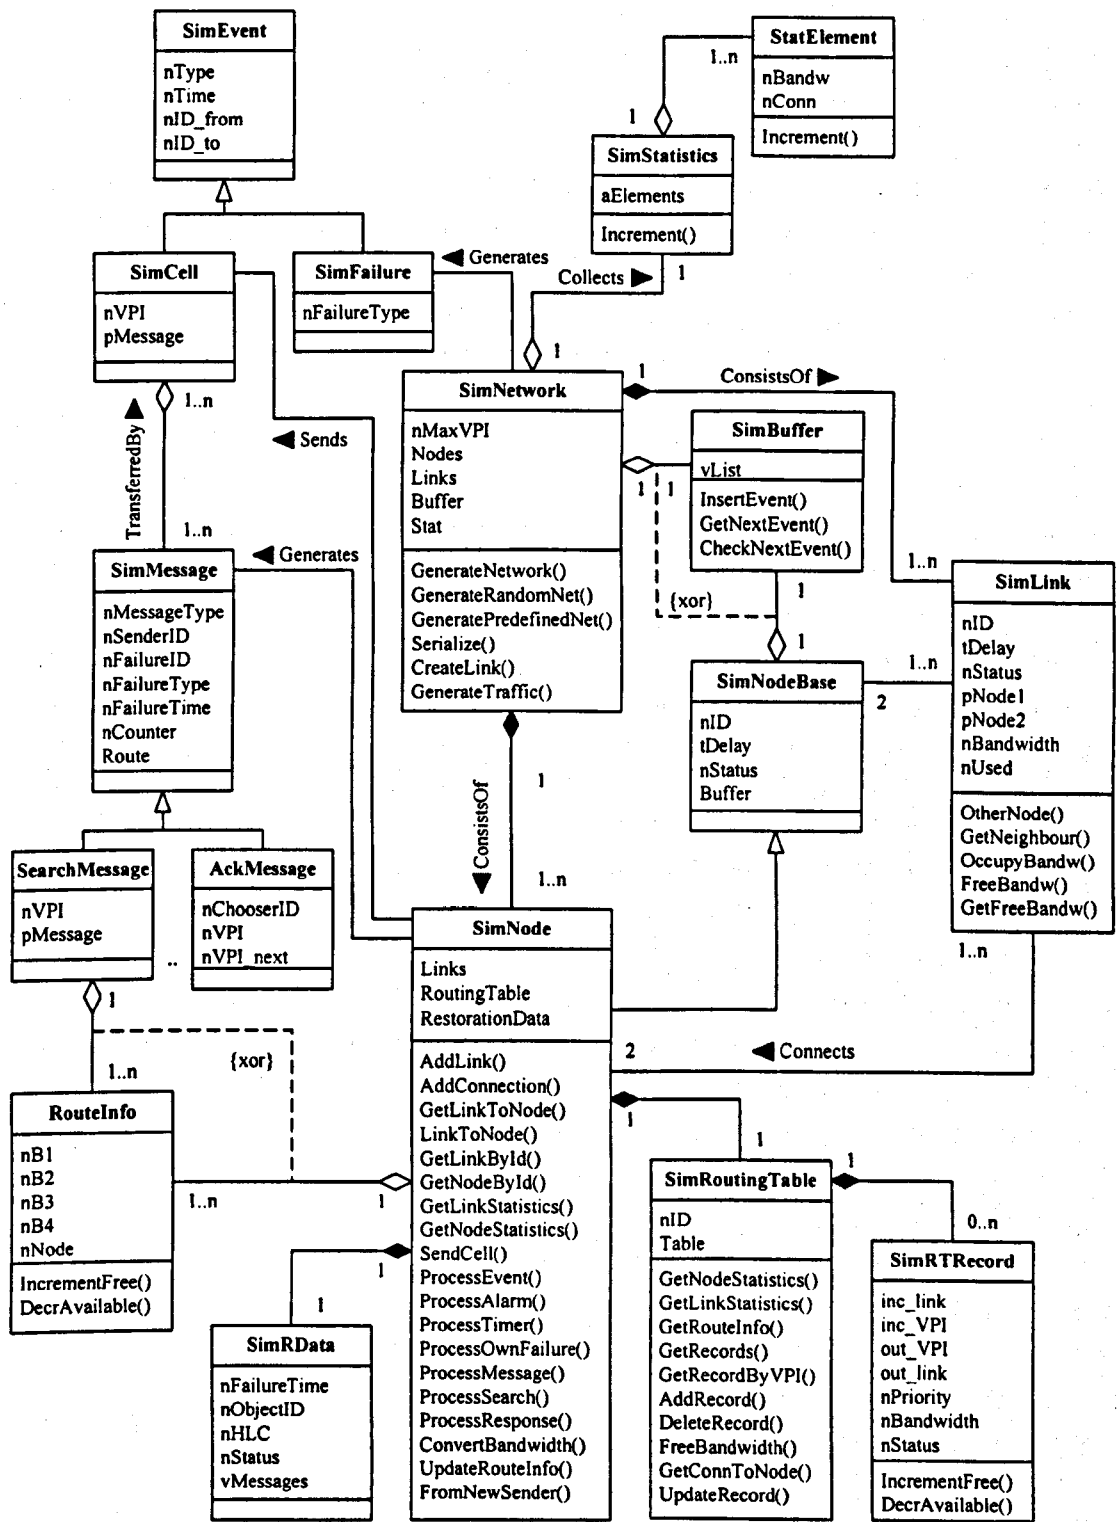 SimEvent
nType
nTime
nID_from
nID_to
StatElement
nBandw
nConn
Increment()
1..n
1
SimStatistics
aElements
Increment()
1
Collects ▶
1
SimCell
nVPI
pMessage
SimFailure
nFailureType
◀ Generates
1..n
TransferredBy ▶
1..n
◀ Sends
SimNetwork
nMaxVPI
Nodes
Links
Buffer
Stat
GenerateNetwork()
GenerateRandomNet()
GeneratePredefinedNet()
Serialize()
CreateLink()
GenerateTraffic()
1
ConsistsOf ▶
1..n
1
1
SimBuffer
vList
InsertEvent()
GetNextEvent()
CheckNextEvent()
{xor}
1
1
SimMessage
nMessageType
nSenderID
nFailureID
nFailureType
nFailureTime
nCounter
Route
◀ Generates
SimNodeBase
nID
tDelay
nStatus
Buffer
1..n
2
SimLink
nID
tDelay
nStatus
pNode1
pNode2
nBandwidth
nUsed
OtherNode()
GetNeighbour()
OccupyBandw()
FreeBandw()
GetFreeBandw()
1..n
1
◀ ConsistsOf
1..n
SearchMessage
nVPI
pMessage
..
AckMessage
nChooserID
nVPI
nVPI_next
1
{xor}
1..n
SimNode
Links
RoutingTable
RestorationData
AddLink()
AddConnection()
GetLinkToNode()
LinkToNode()
GetLinkById()
GetNodeById()
GetLinkStatistics()
GetNodeStatistics()
SendCell()
ProcessEvent()
ProcessAlarm()
ProcessTimer()
ProcessOwnFailure()
ProcessMessage()
ProcessSearch()
ProcessResponse()
ConvertBandwidth()
UpdateRouteInfo()
FromNewSender()
2
◀ Connects
RouteInfo
nB1
nB2
nB3
nB4
nNode
IncrementFree()
DecrAvailable()
1..n
1
1
1
SimRData
nFailureTime
nObjectID
nHLC
nStatus
vMessages
1
1
SimRoutingTable
nID
Table
GetNodeStatistics()
GetLinkStatistics()
GetRouteInfo()
GetRecords()
GetRecordByVPI()
AddRecord()
DeleteRecord()
FreeBandwidth()
GetConnToNode()
UpdateRecord()
1
0..n
SimRTRecord
inc_link
inc_VPI
out_VPI
out_link
nPriority
nBandwidth
nStatus
IncrementFree()
DecrAvailable()